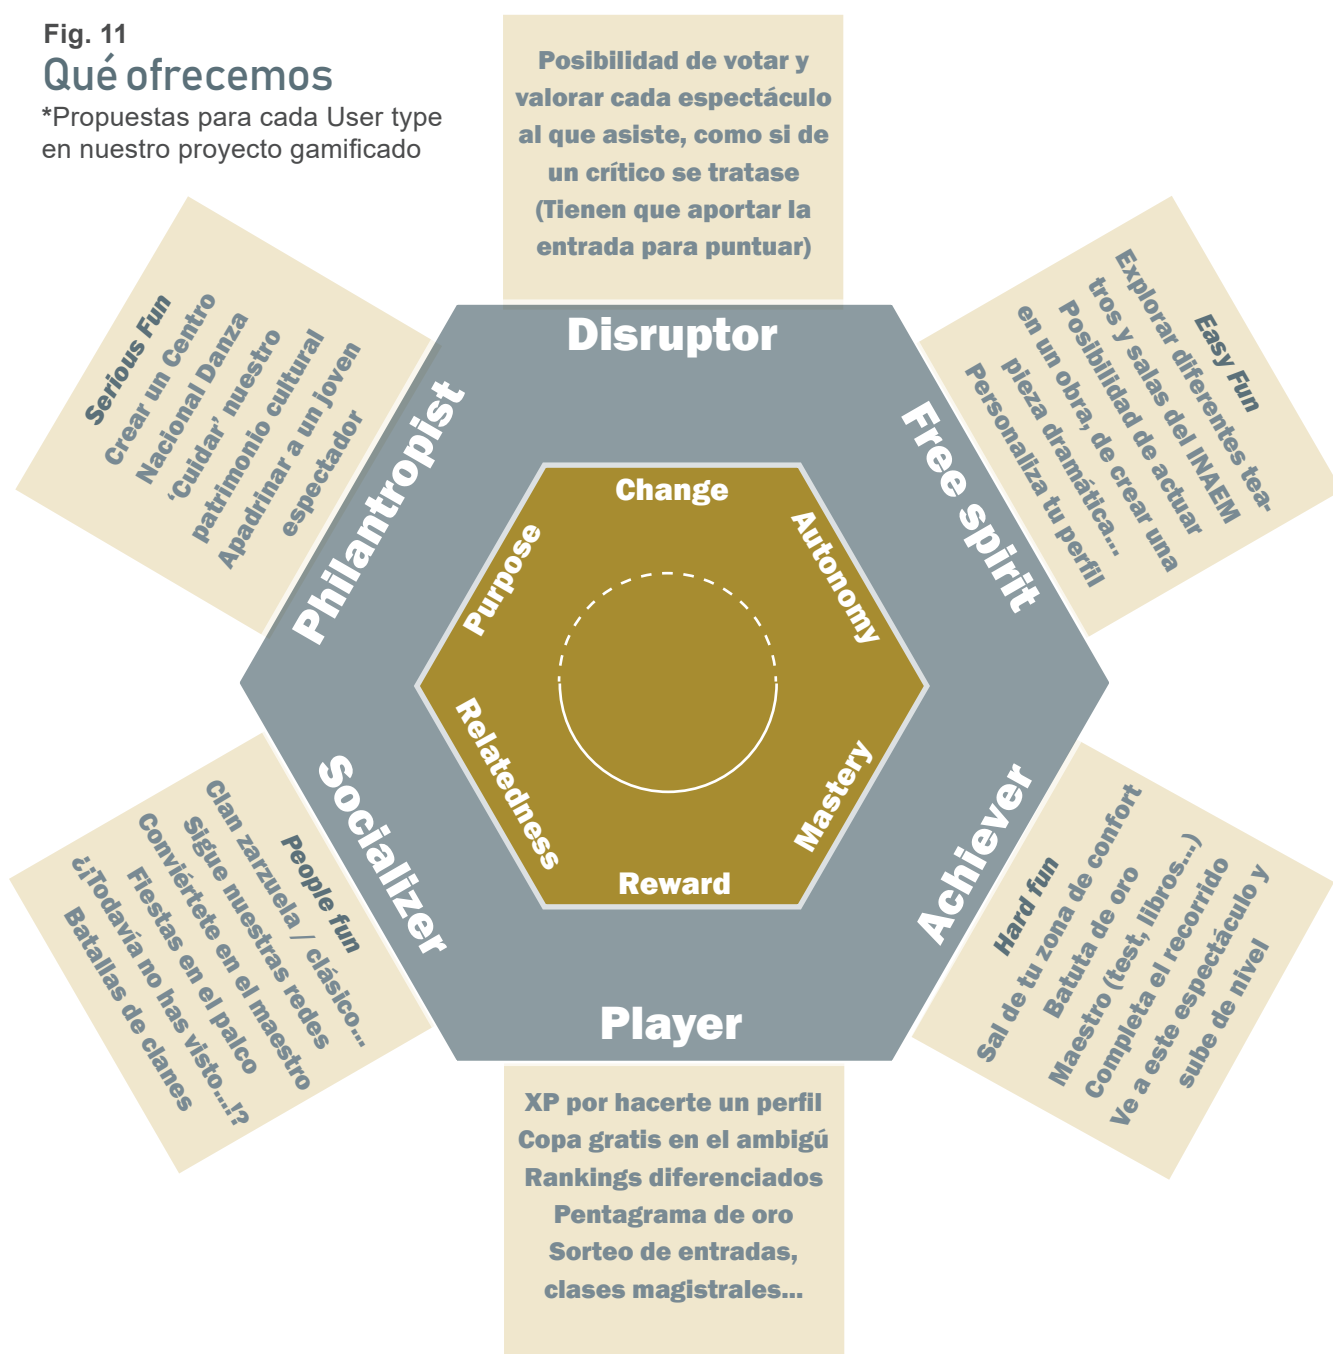 Fig. 11
Qué ofrecemos
*Propuestas para cada User type
en nuestro proyecto gamificado
Posibilidad de votar y
valorar cada espectáculo
al que asiste, como si de
un crítico se tratase
(Tienen que aportar la
entrada para puntuar)
Serious Fun
Crear un Centro
Nacional Danza
‘Cuidar’ nuestro
patrimonio cultural
Apadrinar a un joven
espectador
Easy Fun
Explorar diferentes tea-
tros y salas del INAEM
Posibilidad de actuar
en un obra, de crear una
pieza dramática...
Personaliza tu perfil
Disruptor
Philantropist
Free spirit
Change
Purpose
Autonomy
Relatedness
Mastery
Reward
Socializer
Achiever
Player
People fun
Clan zarzuela / clásico...
Sigue nuestras redes
Conviértete en el maestro
Fiestas en el palco
¿¡Todavía no has visto....!?
Batallas de clanes
Hard fun
Sal de tu zona de confort
Batuta de oro
Maestro (test, libros...)
Completa el recorrido
Ve a este espectáculo y
sube de nivel
XP por hacerte un perfil
Copa gratis en el ambigú
Rankings diferenciados
Pentagrama de oro
Sorteo de entradas,
clases magistrales...